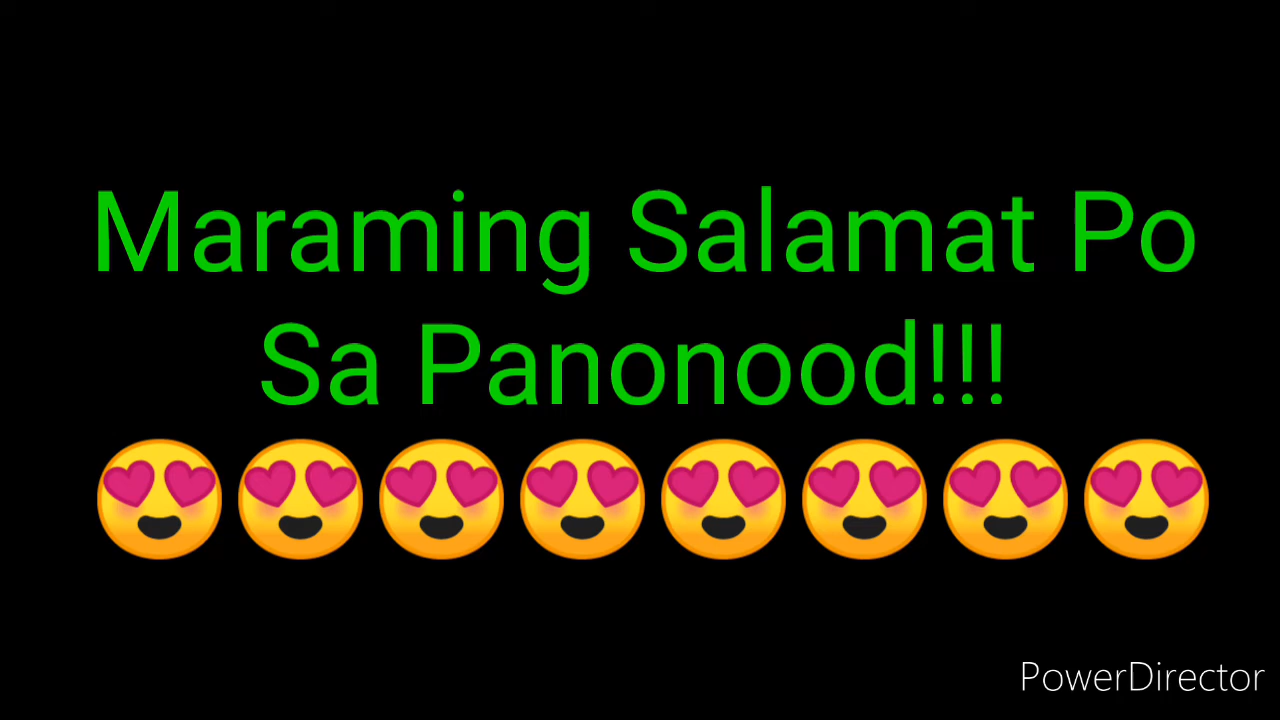 Maraming Salamat Po
Sa Panonood!!!
😍😍😍😍😍😍😍😍
PowerDirector